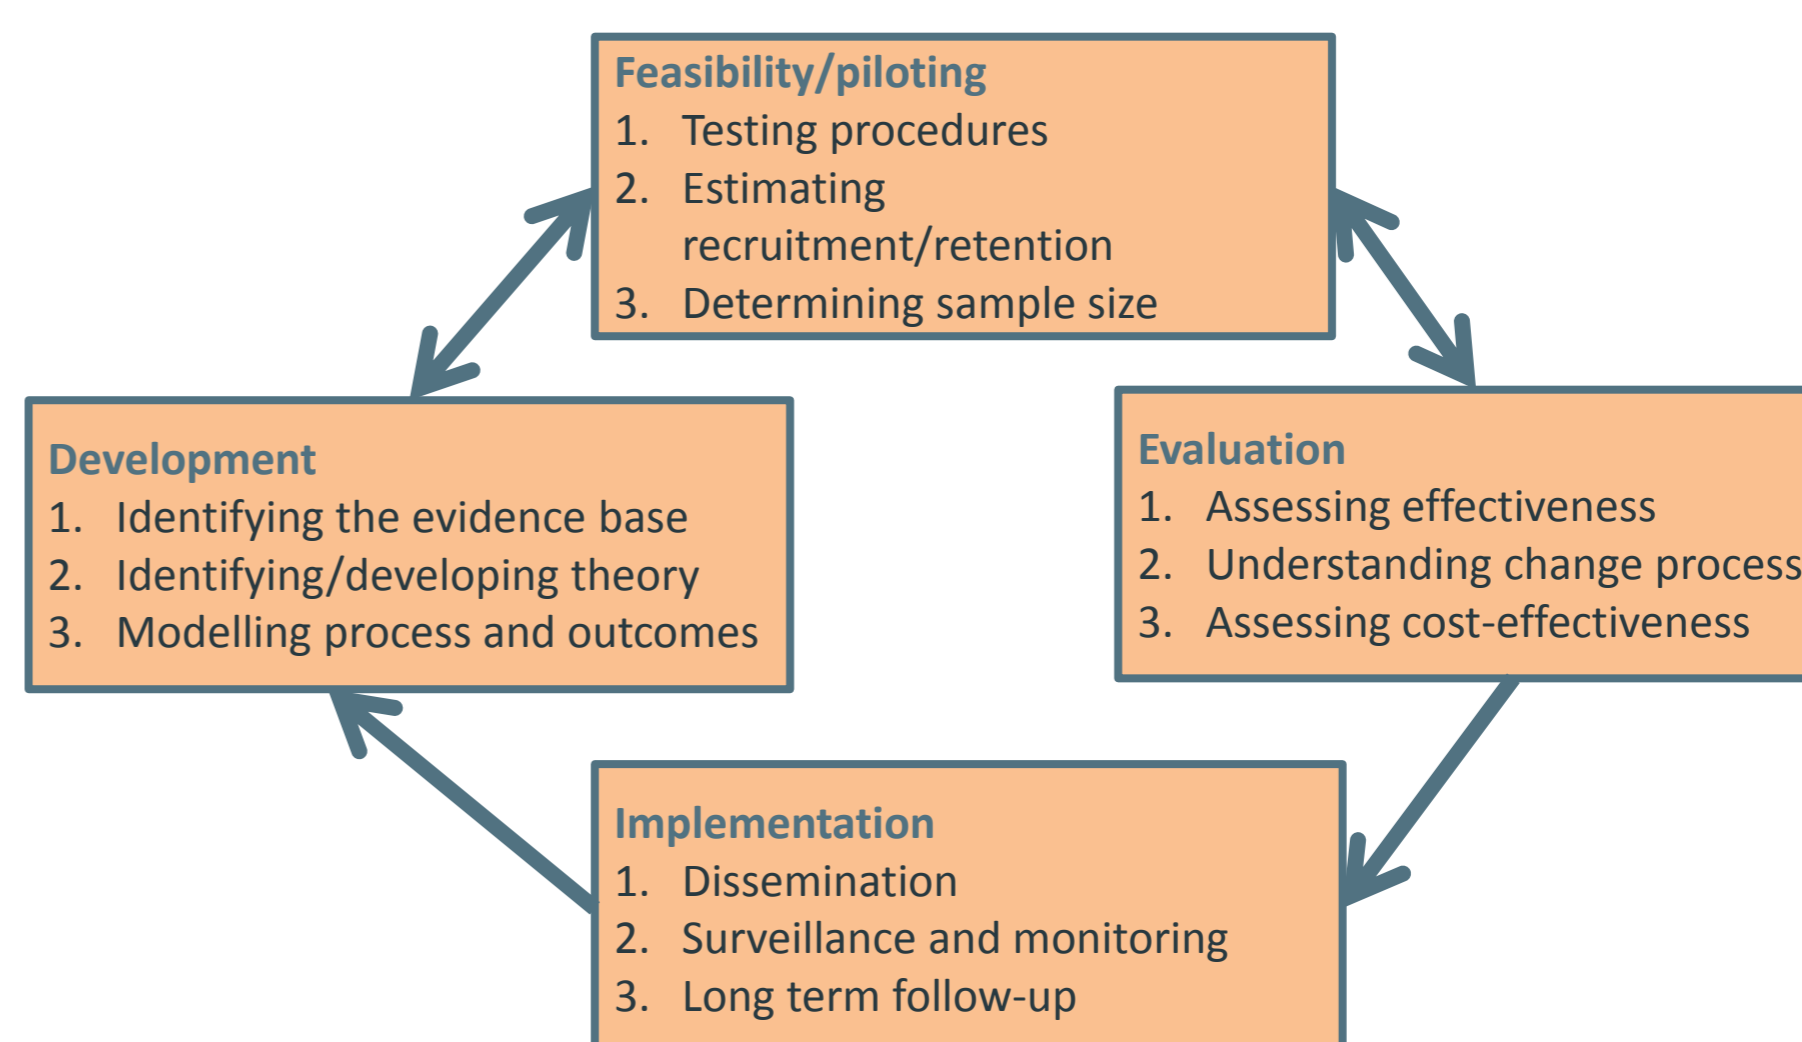 Feasibility/piloting
1. Testing procedures
2. Estimating
recruitment/retention
3. Determining sample size
Development
1. Identifying the evidence base
2. Identifying/developing theory
3. Modelling process and outcomes
Evaluation
1. Assessing effectiveness
2. Understanding change process
3. Assessing cost-effectiveness
Implementation
1. Dissemination
2. Surveillance and monitoring
3. Long term follow-up